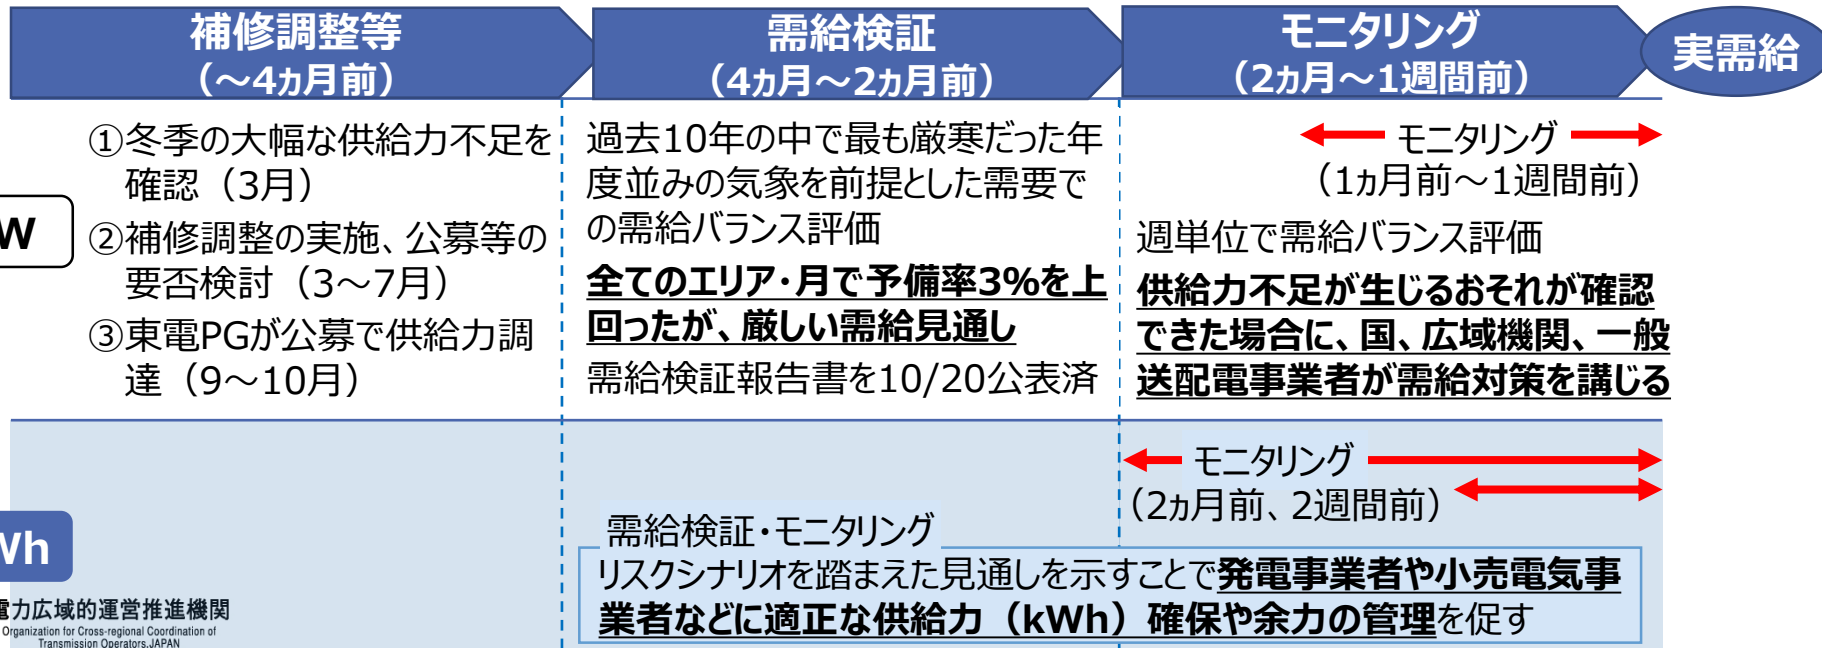 補修調整等
（～4ヵ月前）
需給検証
（4ヵ月～2ヵ月前）
モニタリング
（2ヵ月～1週間前）
実需給
W
①冬季の大幅な供給力不足を
確認（3月）
②補修調整の実施、公募等の
要否検討（3～7月）
③東電PGが公募で供給力調
達（9～10月）
過去10年の中で最も厳寒だった年
度並みの気象を前提とした需要で
の需給バランス評価
全てのエリア・月で予備率3%を上
回ったが、厳しい需給見通し
需給検証報告書を10/20公表済
モニタリング
（1ヵ月前～1週間前）
週単位で需給バランス評価
供給力不足が生じるおそれが確認
できた場合に、国、広域機関、一般
送配電事業者が需給対策を講じる
Wh
モニタリング
（2ヵ月前、2週間前）
需給検証・モニタリング
リスクシナリオを踏まえた見通しを示すことで発電事業者や小売電気事
業者などに適正な供給力（kWh）確保や余力の管理を促す
電力広域的運営推進機関
Organization for Cross-regional Coordination of
Transmission Operators,JAPAN